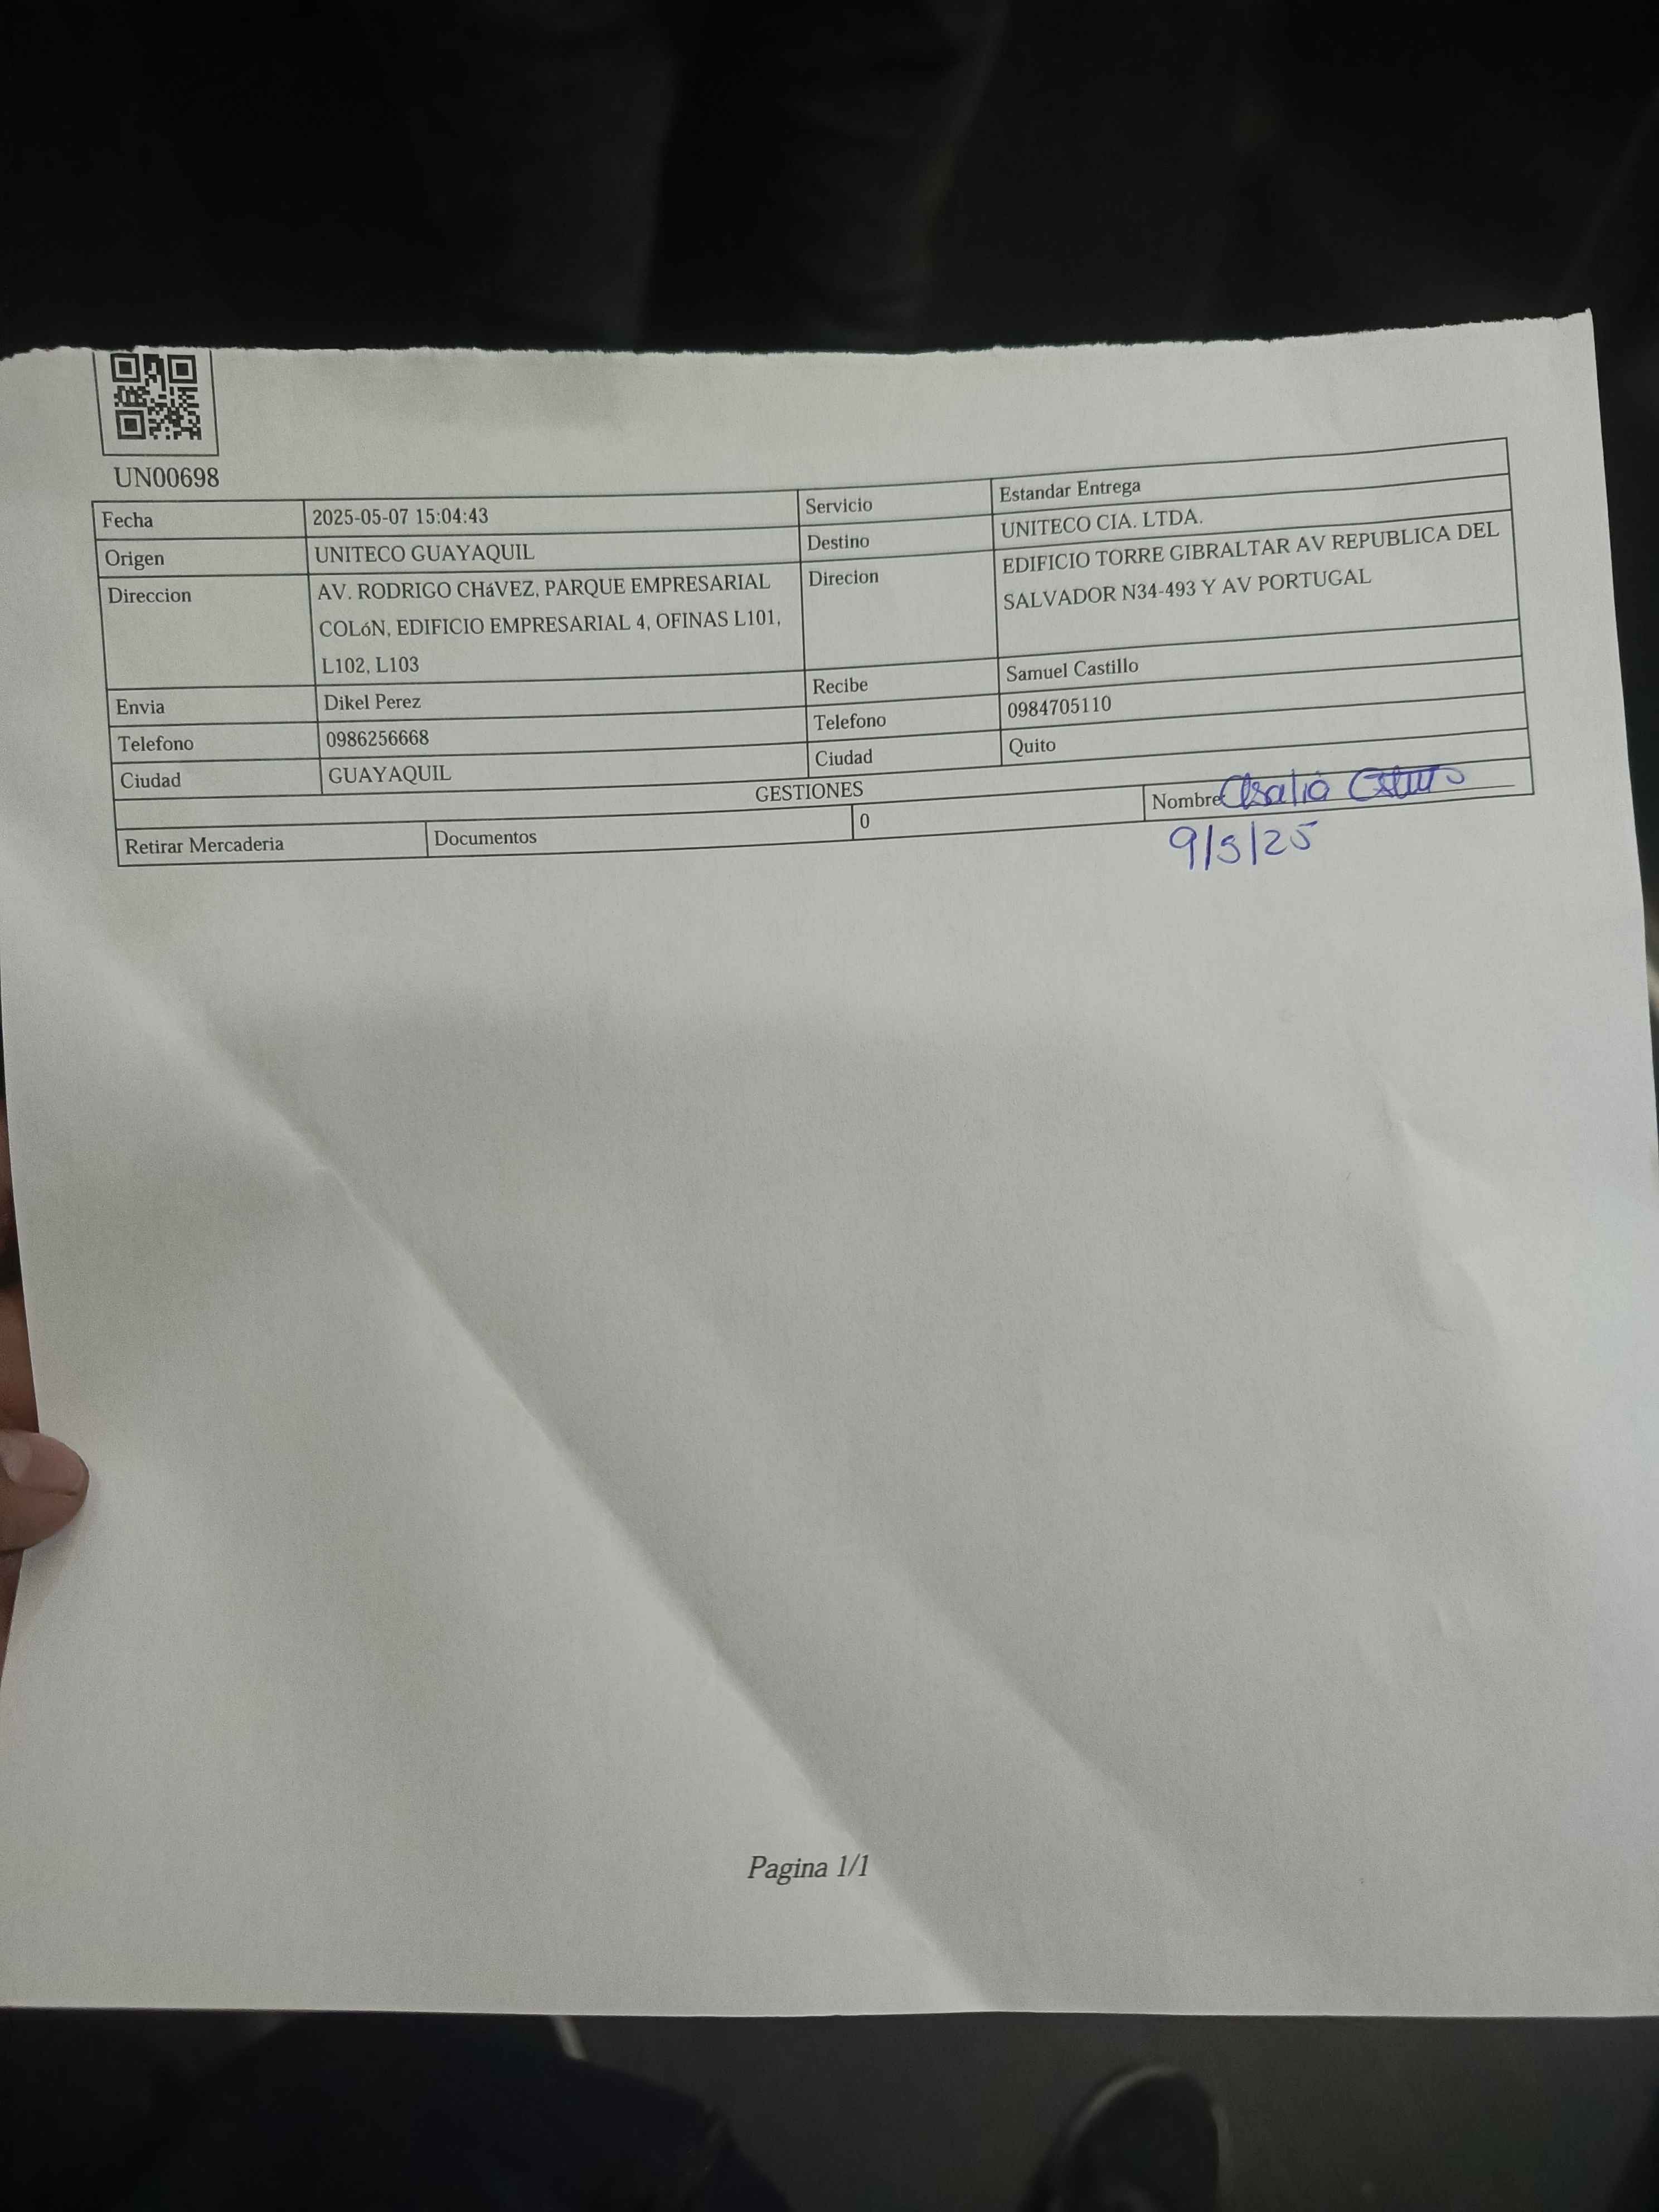 UN00698
Fecha 2025-05-07 15:04:43 Servicio Estandar Entrega
Origen UNITECO GUAYAQUIL Destino UNITECO CIA. LTDA.
Direccion AV. RODRIGO CHáVEZ, PARQUE EMPRESARIAL Direcion EDIFICIO TORRE GIBRALTAR AV REPUBLICA DEL
COLóN, EDIFICIO EMPRESARIAL 4, OFINAS L101, SALVADOR N34-493 Y AV PORTUGAL
L102, L103
Envia Dikel Perez Recibe Samuel Castillo
Telefono 0986256668 Telefono 0984705110
Ciudad GUAYAQUIL Ciudad Quito
GESTIONES
Retirar Mercaderia Documentos 0 Nombre
9/5/25
Pagina 1/1